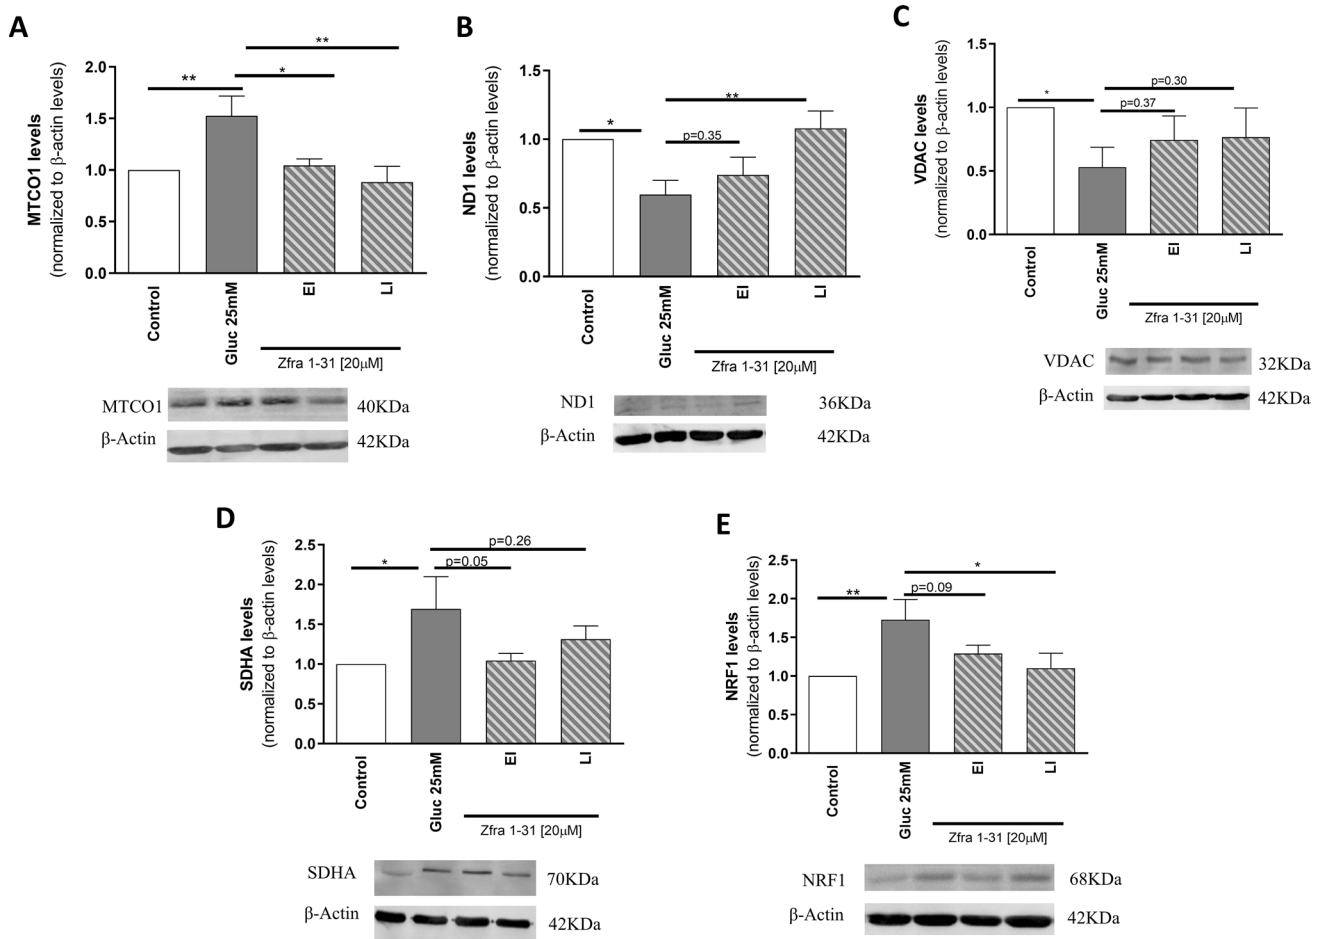 A
MTCO1 levels
(normalized to β-actin levels)
2.0
1.5
1.0
0.5
0.0
**
*
**
Control
Gluc 25mM
EI
LI
Zfra 1-31 [20μM]
MTCO1
40KDa
β-Actin
42KDa
B
ND1 levels
(normalized to β-actin levels)
1.5
1.0
0.5
0.0
**
*
p=0.35
Control
Gluc 25mM
EI
LI
Zfra 1-31 [20μM]
ND1
36KDa
β-Actin
42KDa
C
VDAC levels
(normalized to β-actin levels)
1.5
1.0
0.5
0.0
p=0.30
*
p=0.37
Control
Gluc 25mM
EI
LI
Zfra 1-31 [20μM]
VDAC
32KDa
β-Actin
42KDa
D
SDHA levels
(normalized to β-actin levels)
2.5
2.0
1.5
1.0
0.5
0.0
p=0.26
*
p=0.05
Control
Gluc 25mM
EI
LI
Zfra 1-31 [20μM]
SDHA
70KDa
β-Actin
42KDa
E
NRF1 levels
(normalized to β-actin levels)
2.5
2.0
1.5
1.0
0.5
0.0
*
p=0.09
**
Control
Gluc 25mM
EI
LI
Zfra 1-31 [20μM]
NRF1
68KDa
β-Actin
42KDa